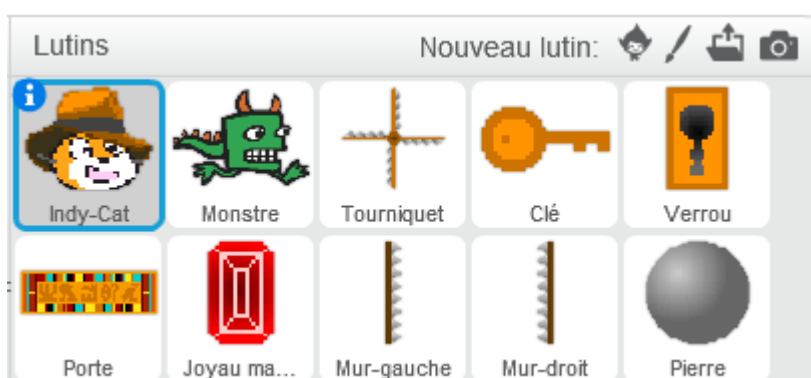 Lutins Nouveau lutin:
Indy-Cat Monstre Tourniquet Clé Verrou
Porte Joyau ma... Mur-gauche Mur-droit Pierre